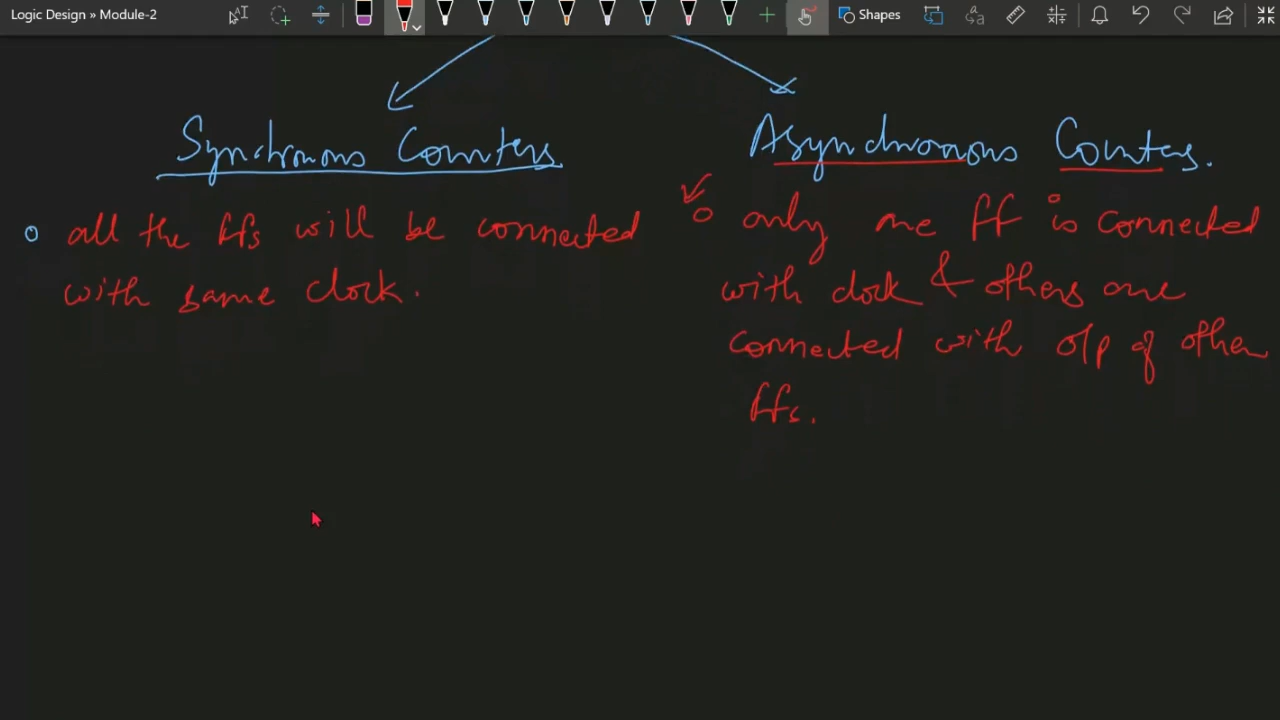 Logic Design » Module-2
Shapes
Synchronous Counters
Asynchronous Counters.
all the ffs will be connected
with same clock.
only one ff is connected
with clock & others are
connected with o/p of other
ffs.